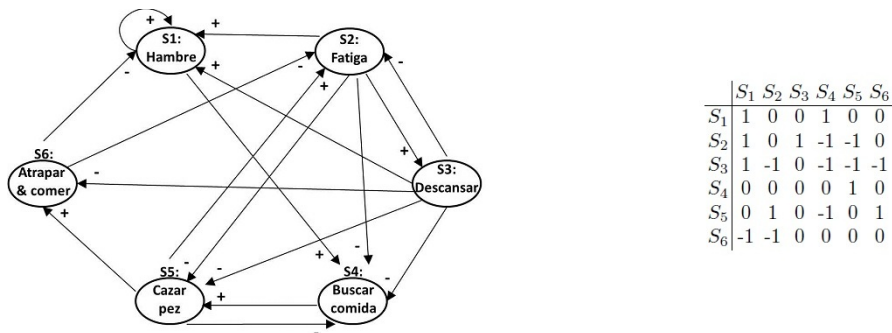 S1:
Hambre
S2:
Fatiga
S3:
Descansar
S4:
Buscar
comida
S5:
Cazar
pez
S6:
Atrapar
& comer
+
+
-
+
-
-
+
+
-
+
-
-
-
+
-
-
+
S1 S2 S3 S4 S5 S6
S1 1 0 0 1 0 0
S2 1 0 1 -1 -1 0
S3 1 -1 0 -1 -1 -1
S4 0 0 0 0 1 0
S5 0 1 0 -1 0 1
S6 -1 -1 0 0 0 0